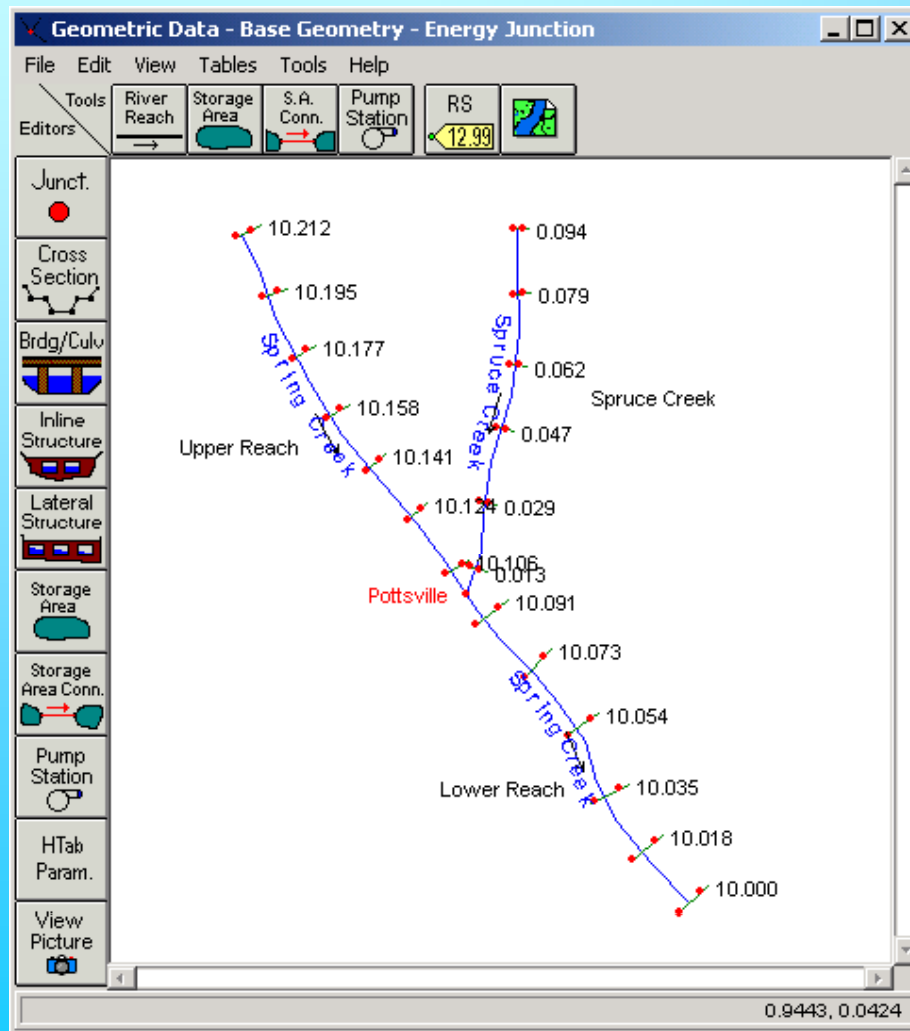 Geometric Data - Base Geometry - Energy Junction
File Edit View Tables Tools Help
Tools
Editors
River
Reach
Storage
Area
S.A.
Conn.
Pump
Station
RS
12.99
Junct.
Cross
Section
Brdg/Culv
Inline
Structure
Lateral
Structure
Storage
Area
Storage
Area Conn.
Pump
Station
HTab
Param.
View
Picture
10.212
0.094
10.195
0.079
10.177
0.062
Spring Creek
Spruce Creek
Spruce Creek
10.158
0.047
Upper Reach
10.141
10.124
0.029
10.106
0.013
Pottsville
10.091
10.073
Spring Creek
10.054
Lower Reach
10.035
10.018
10.000
0.9443, 0.0424